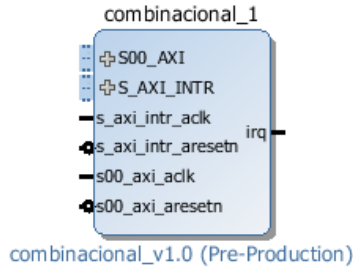 combinacional_1
S00_AXI
S_AXI_INTR
s_axi_intr_aclk
irq
s_axi_intr_aresetn
s00_axi_aclk
s00_axi_aresetn
combinacional_v1.0 (Pre-Production)